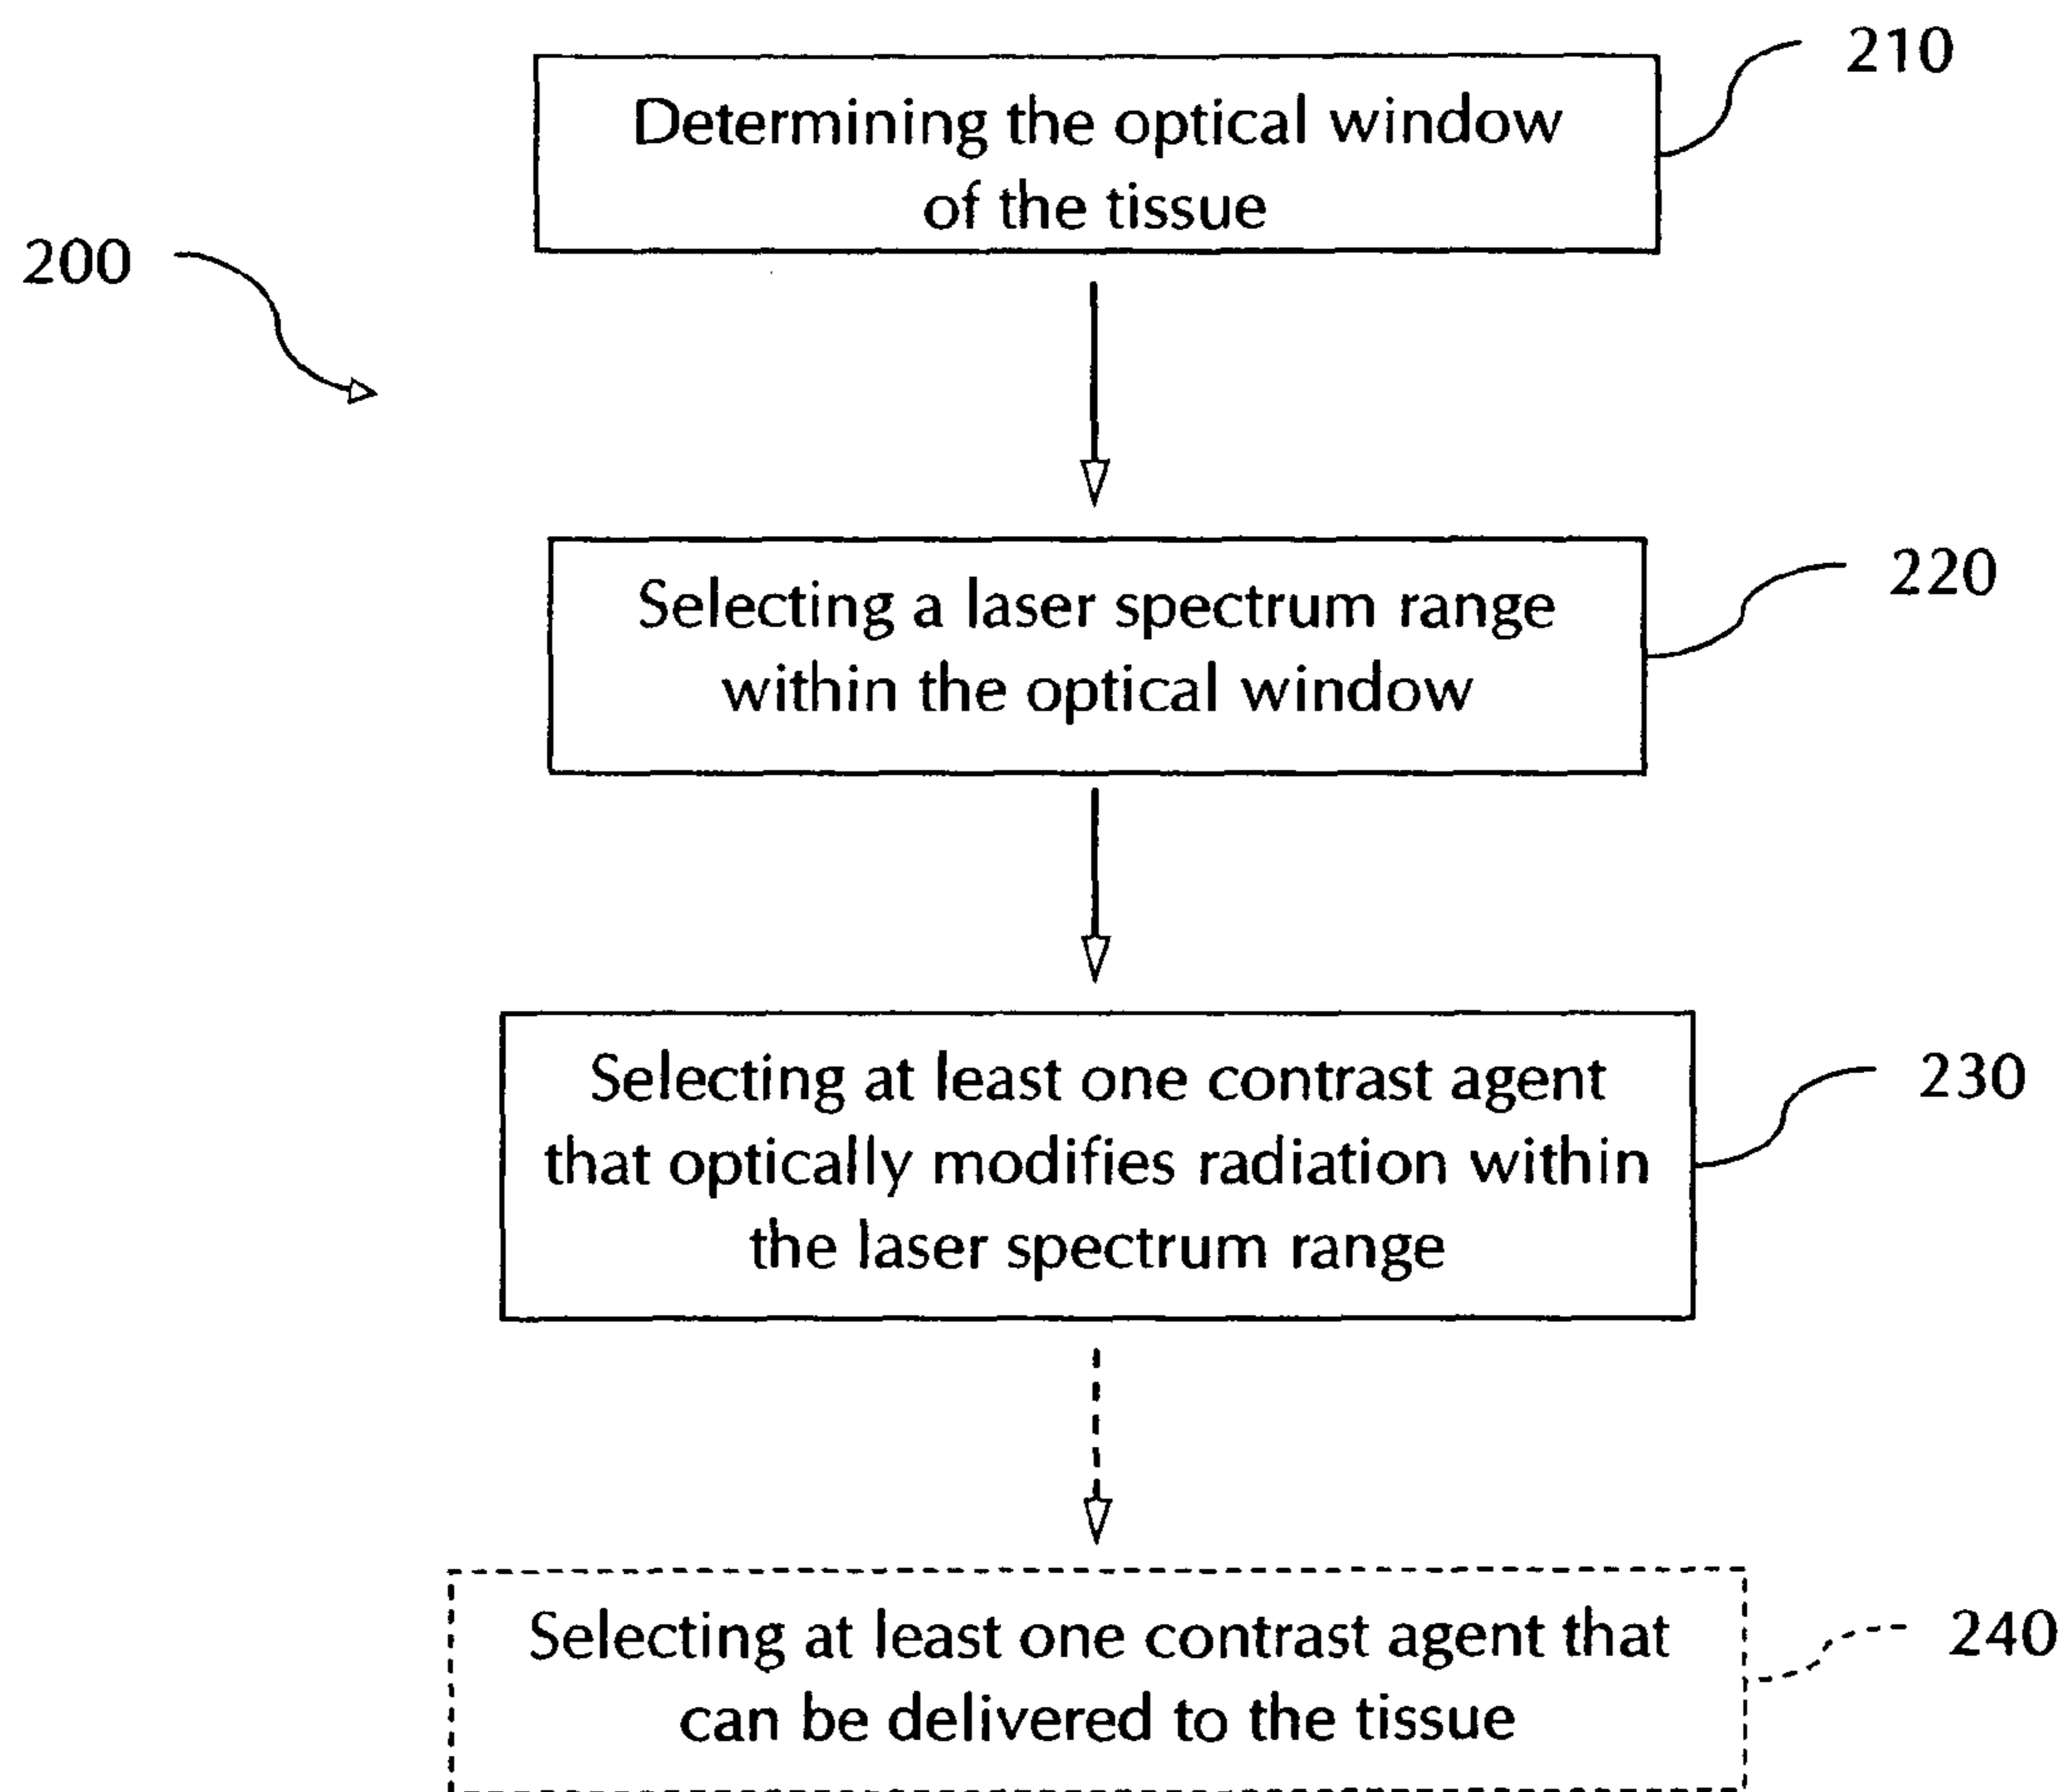 210
Determining the optical window
of the tissue
200
220
Selecting a laser spectrum range
within the optical window
230
Selecting at least one contrast agent
that optically modifies radiation within
the laser spectrum range
240
Selecting at least one contrast agent that
can be delivered to the tissue